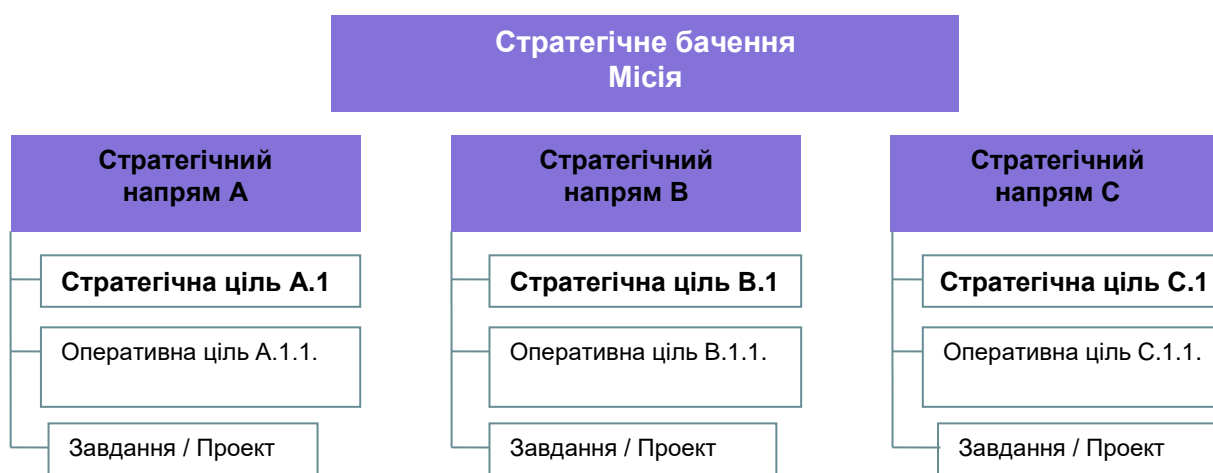 Стратегічне бачення
Місія
Стратегічний
напрям А
Стратегічна ціль А.1
Оперативна ціль А.1.1.
Завдання / Проект
Стратегічний
напрям В
Стратегічна ціль В.1
Оперативна ціль В.1.1.
Завдання / Проект
Стратегічний
напрям С
Стратегічна ціль С.1
Оперативна ціль С.1.1.
Завдання / Проект